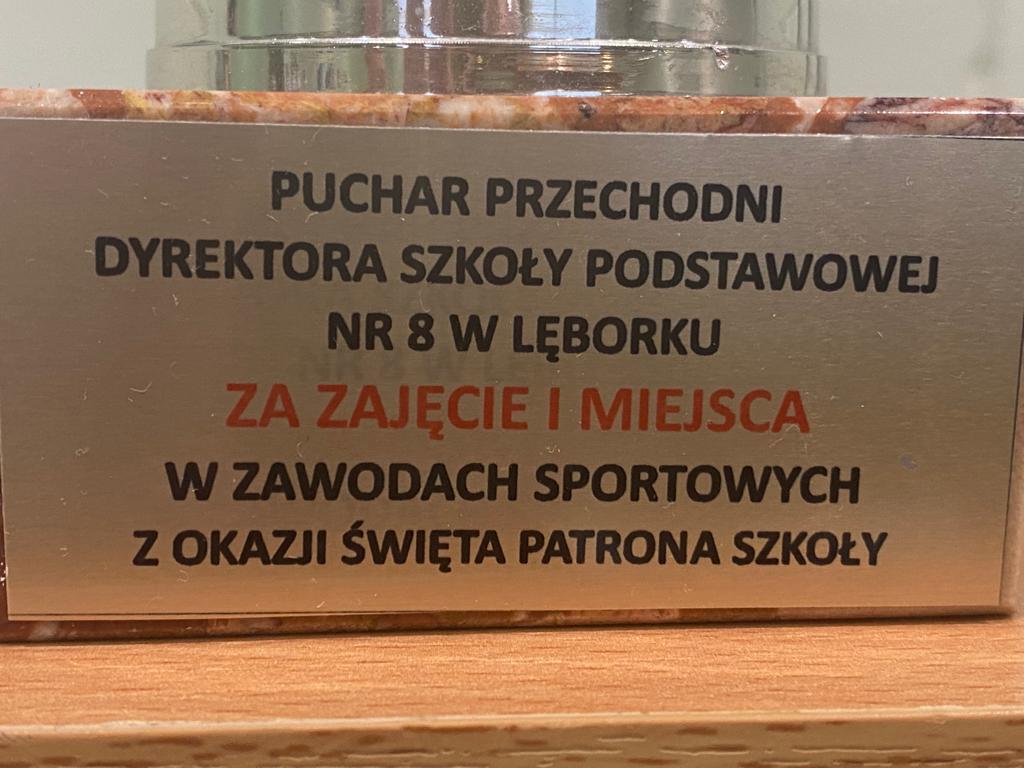 PUCHAR PRZECHODNI
DYREKTORA SZKOŁY PODSTAWOWEJ
NR 8 W LĘBORKU
ZA ZAJĘCIE I MIEJSCA
W ZAWODACH SPORTOWYCH
Z OKAZJI ŚWIĘTA PATRONA SZKOŁY